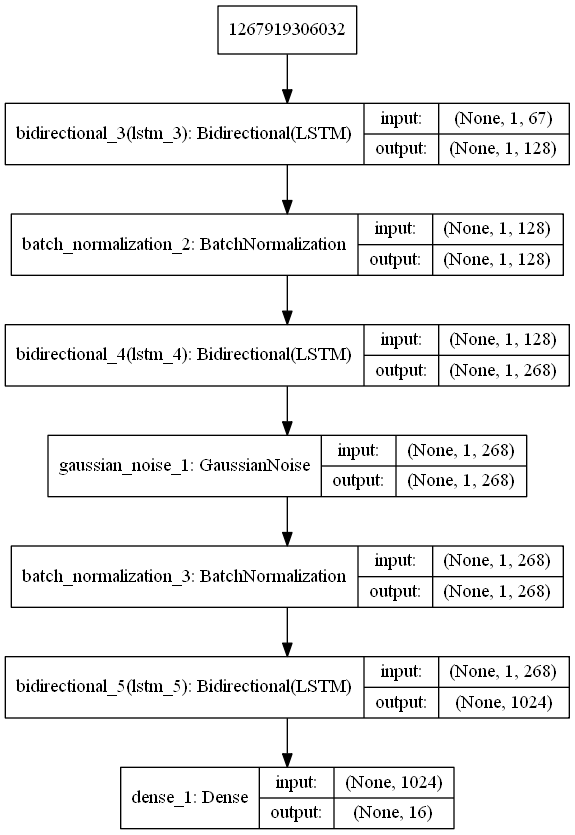 1267919306032
bidirectional_3(lstm_3): Bidirectional(LSTM)
input: (None, 1, 67)
output: (None, 1, 128)
batch_normalization_2: BatchNormalization
input: (None, 1, 128)
output: (None, 1, 128)
bidirectional_4(lstm_4): Bidirectional(LSTM)
input: (None, 1, 128)
output: (None, 1, 268)
gaussian_noise_1: GaussianNoise
input: (None, 1, 268)
output: (None, 1, 268)
batch_normalization_3: BatchNormalization
input: (None, 1, 268)
output: (None, 1, 268)
bidirectional_5(lstm_5): Bidirectional(LSTM)
input: (None, 1, 268)
output: (None, 1024)
dense_1: Dense
input: (None, 1024)
output: (None, 16)